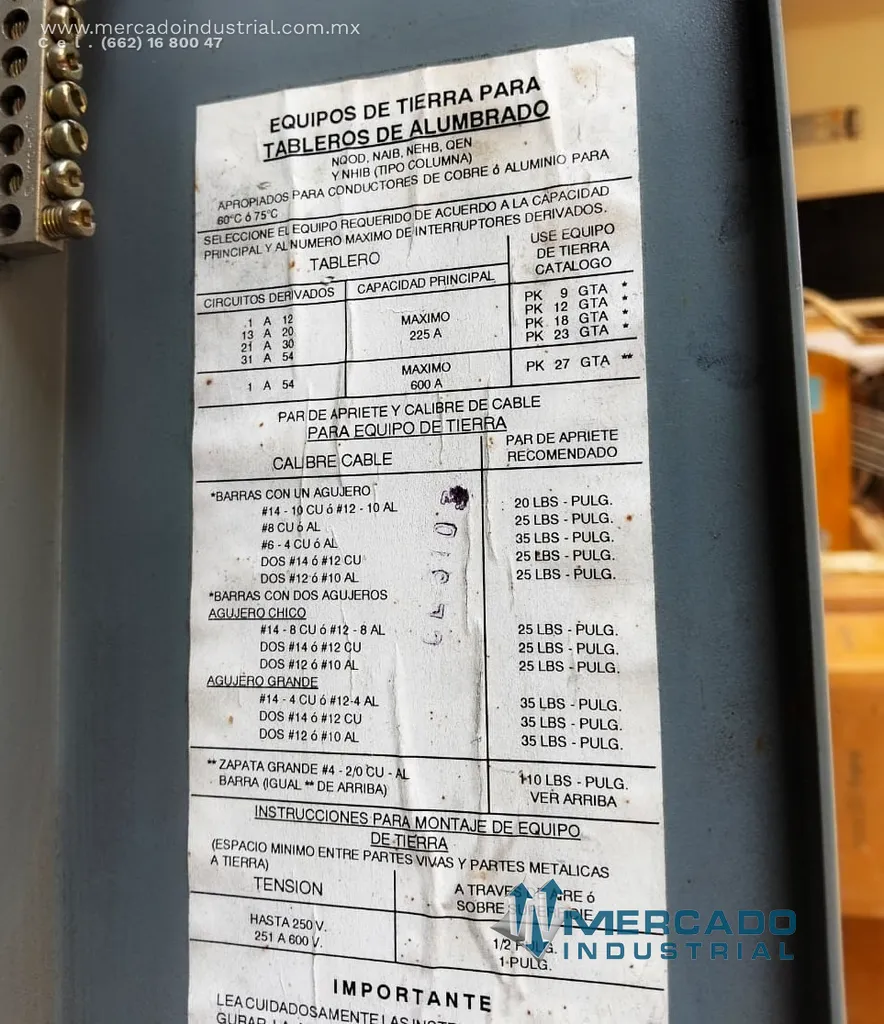 www.mercadoindustrial.com.mx
Cel. (662) 16 800 47
EQUIPOS DE TIERRA PARA
TABLEROS DE ALUMBRADO
NQOD, NAIB, NEHB, QEN
Y NHIB (TIPO COLUMNA)
APROPIADOS PARA CONDUCTORES DE COBRE ó ALUMINIO PARA
60°C ó 75°C
SELECCIONE EL EQUIPO REQUERIDO DE ACUERDO A LA CAPACIDAD
PRINCIPAL Y AL NUMERO MAXIMO DE INTERRUPTORES DERIVADOS.
TABLERO
USE EQUIPO
DE TIERRA
CATALOGO
CIRCUITOS DERIVADOS CAPACIDAD PRINCIPAL
1 A 12 PK 9 GTA *
13 A 20 MAXIMO PK 12 GTA *
21 A 30 225 A PK 18 GTA *
31 A 54 PK 23 GTA *
1 A 54 MAXIMO PK 27 GTA **
600 A
PAR DE APRIETE Y CALIBRE DE CABLE
PARA EQUIPO DE TIERRA
CALIBRE CABLE PAR DE APRIETE
RECOMENDADO
*BARRAS CON UN AGUJERO
#14 - 10 CU ó #12 - 10 AL 20 LBS - PULG.
#8 CU ó AL 25 LBS - PULG.
#6 - 4 CU ó AL 35 LBS - PULG.
DOS #14 ó #12 CU 25 LBS - PULG.
DOS #12 ó #10 AL 25 LBS - PULG.
*BARRAS CON DOS AGUJEROS
AGUJERO CHICO
#14 - 8 CU ó #12 - 8 AL 25 LBS - PULG.
DOS #14 ó #12 CU 25 LBS - PULG.
DOS #12 ó #10 AL 25 LBS - PULG.
AGUJERO GRANDE
#14 - 4 CU ó #12-4 AL 35 LBS - PULG.
DOS #14 ó #12 CU 35 LBS - PULG.
DOS #12 ó #10 AL 35 LBS - PULG.
** ZAPATA GRANDE #4 - 2/0 CU - AL 110 LBS - PULG.
BARRA (IGUAL ** DE ARRIBA) VER ARRIBA
INSTRUCCIONES PARA MONTAJE DE EQUIPO
DE TIERRA
(ESPACIO MINIMO ENTRE PARTES VIVAS Y PARTES METALICAS
A TIERRA)
TENSION A TRAVES DE AIRE ó
SOBRE SUPERFICIE
HASTA 250 V. 1/2 PULG.
251 A 600 V. 1 PULG.
MERCADO
INDUSTRIAL
IMPORTANTE
LEA CUIDADOSAMENTE LAS